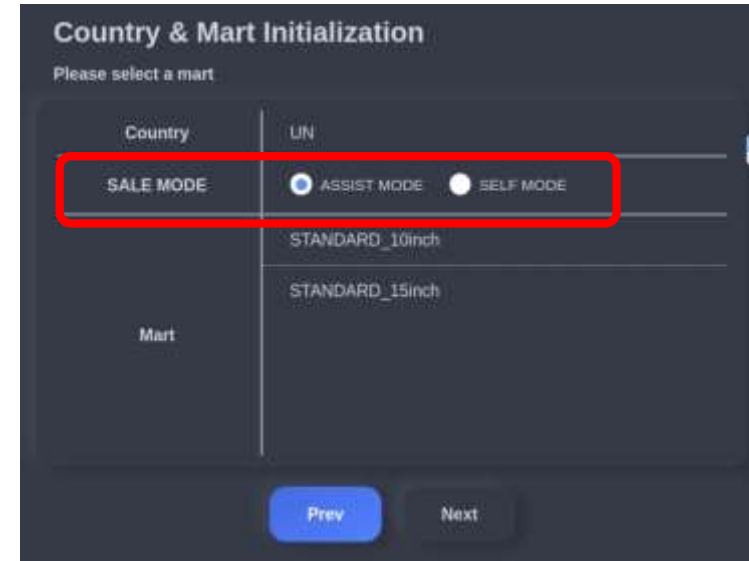 Country & Mart Initialization
Please select a mart
Country UN
SALE MODE ASSIST MODE SELF MODE
STANDARD_10inch
STANDARD_15inch
Mart
Prev Next